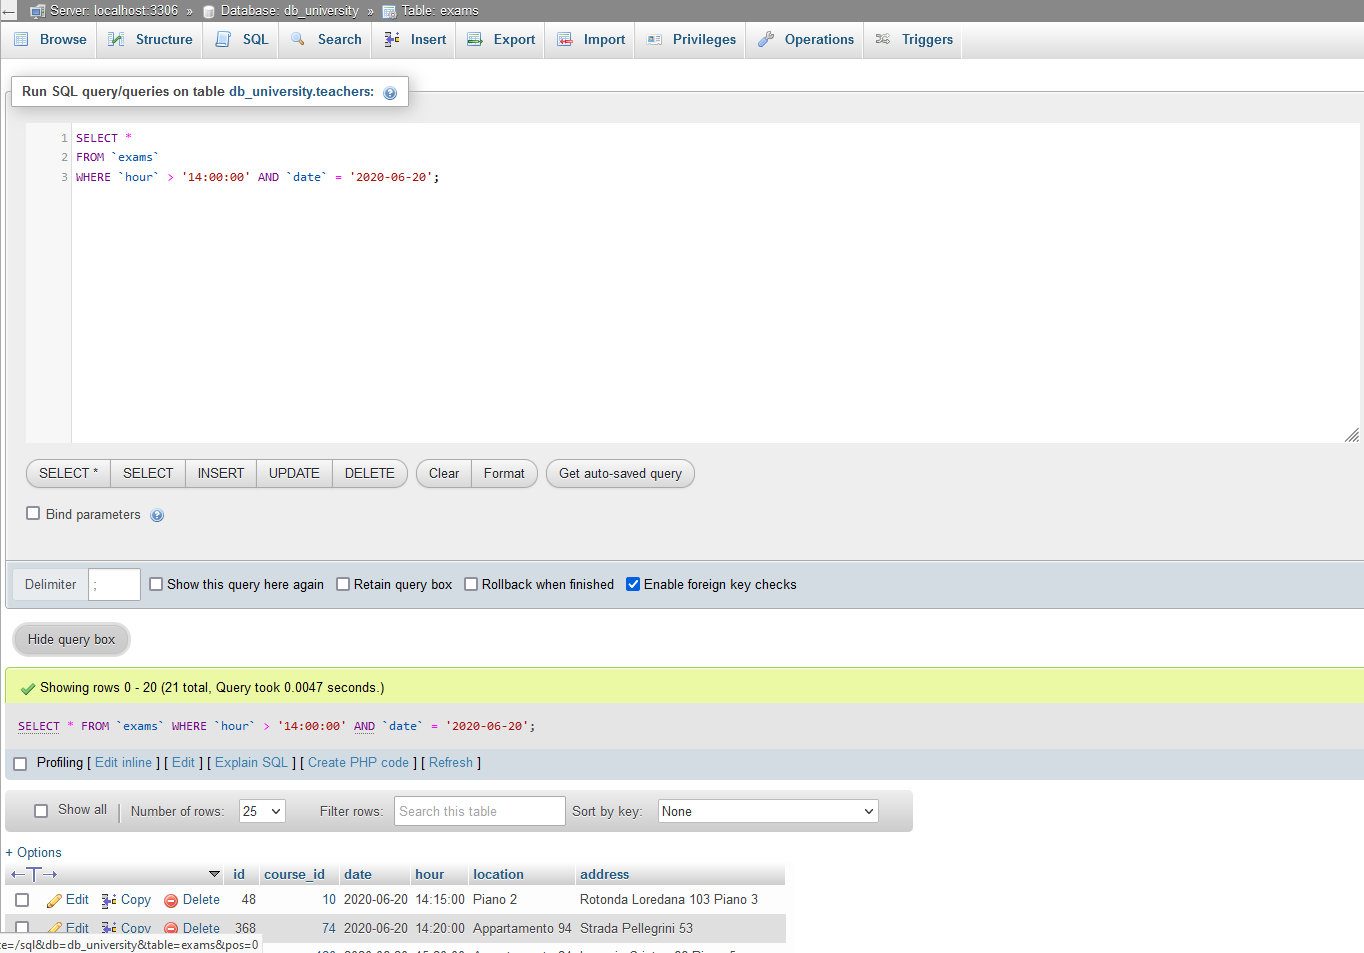 ← Server: localhost:3306 » Database: db_university » Table: exams
Browse Structure SQL Search Insert Export Import Privileges Operations Triggers
Run SQL query/queries on table db_university.teachers:
1 SELECT *
2 FROM `exams`
3 WHERE `hour` > '14:00:00' AND `date` = '2020-06-20';
SELECT * SELECT INSERT UPDATE DELETE Clear Format Get auto-saved query
Bind parameters
Delimiter ; Show this query here again Retain query box Rollback when finished Enable foreign key checks
Hide query box
Showing rows 0 - 20 (21 total, Query took 0.0047 seconds.)
SELECT * FROM `exams` WHERE `hour` > '14:00:00' AND `date` = '2020-06-20';
Profiling [ Edit inline ] [ Edit ] [ Explain SQL ] [ Create PHP code ] [ Refresh ]
Show all Number of rows: 25 Filter rows: Search this table Sort by key: None
+ Options
←T→ id course_id date hour location address
Edit Copy Delete 48 10 2020-06-20 14:15:00 Piano 2 Rotonda Loredana 103 Piano 3
Edit Copy Delete 368 74 2020-06-20 14:20:00 Appartamento 94 Strada Pellegrini 53
te=/sql&db=db_university&table=exams&pos=0